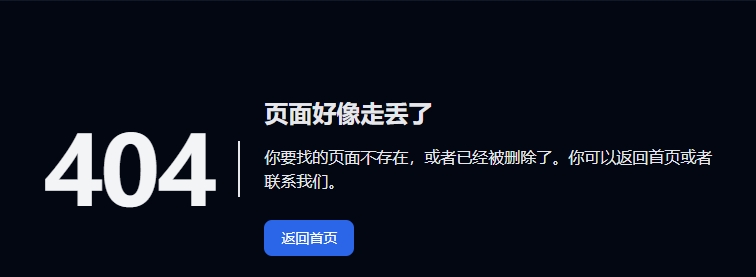 404
页面好像走丢了
你要找的页面不存在，或者已经被删除了。你可以返回首页或者
联系我们。
返回首页